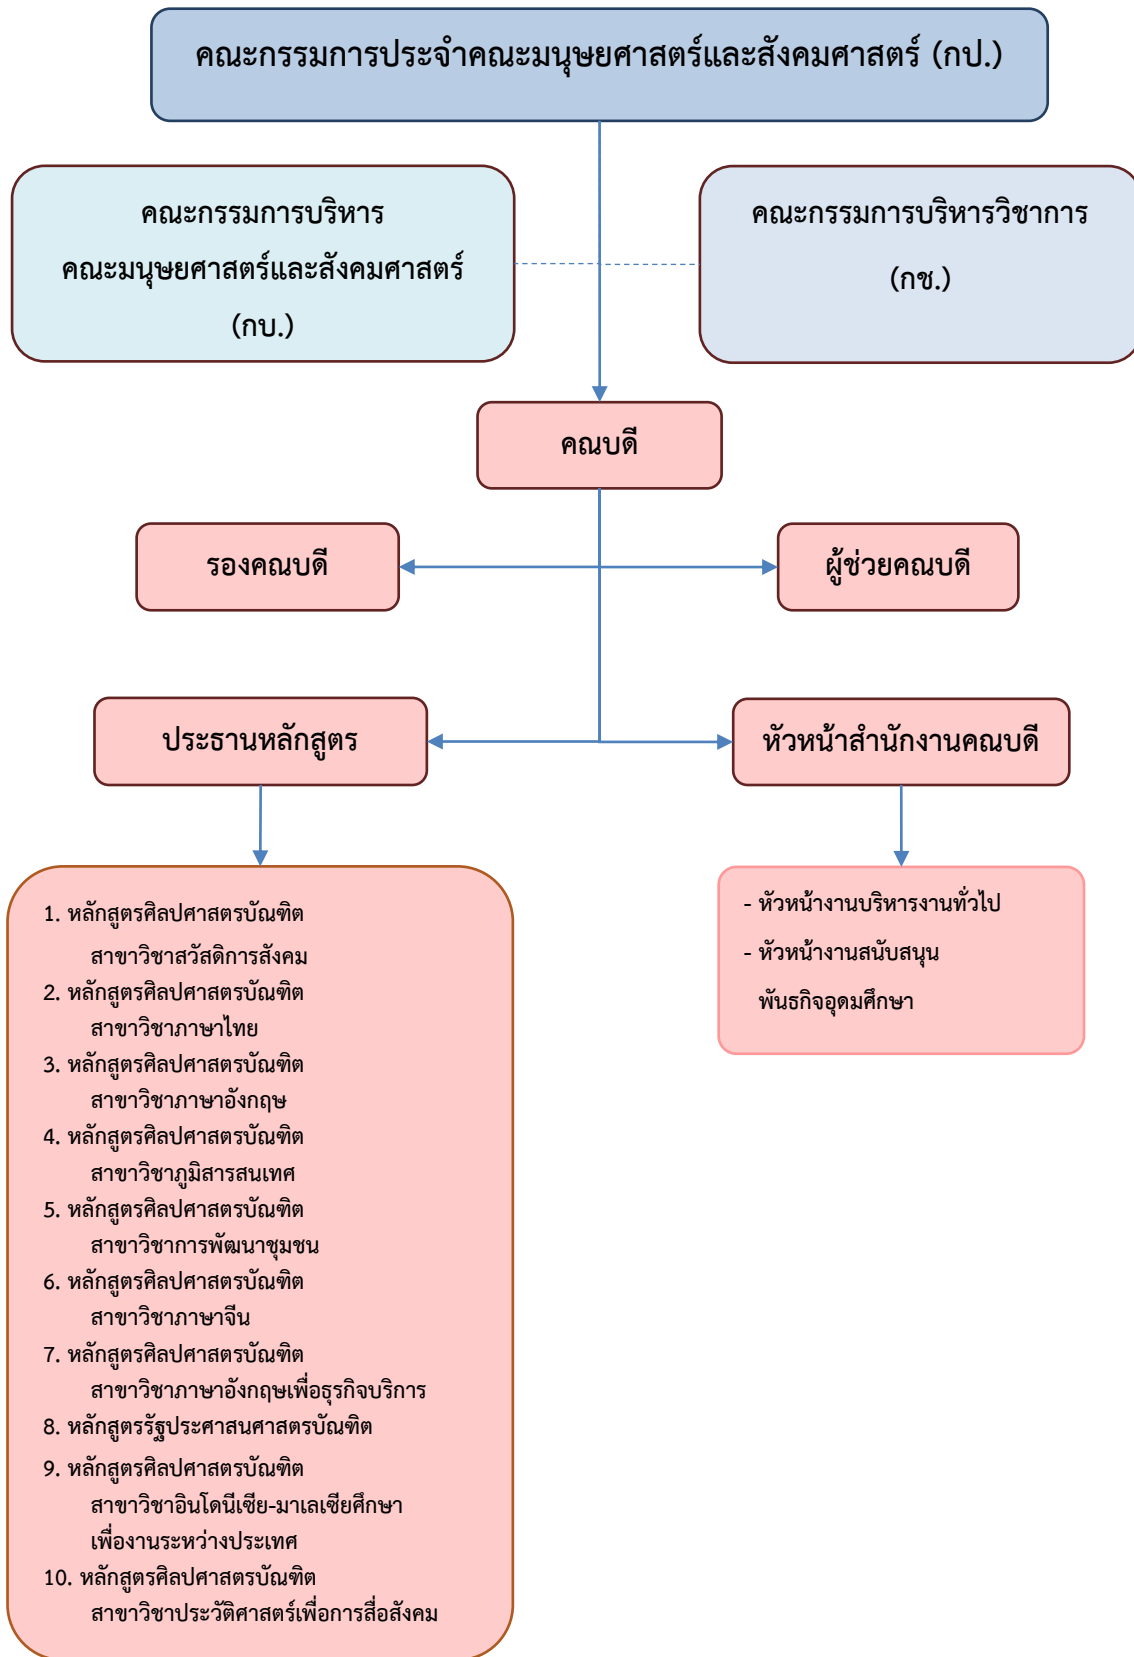 คณะกรรมการประจำคณะมนุษยศาสตร์และสังคมศาสตร์ (กป.)
คณะกรรมการบริหาร
คณะมนุษยศาสตร์และสังคมศาสตร์
(กบ.)
คณะกรรมการบริหารวิชาการ
(กช.)
คณบดี
รองคณบดี
ผู้ช่วยคณบดี
ประธานหลักสูตร
หัวหน้าสำนักงานคณบดี
1. หลักสูตรศิลปศาสตรบัณฑิต
สาขาวิชาสวัสดิการสังคม
2. หลักสูตรศิลปศาสตรบัณฑิต
สาขาวิชาภาษาไทย
3. หลักสูตรศิลปศาสตรบัณฑิต
สาขาวิชาภาษาอังกฤษ
4. หลักสูตรศิลปศาสตรบัณฑิต
สาขาวิชาภูมิสารสนเทศ
5. หลักสูตรศิลปศาสตรบัณฑิต
สาขาวิชาการพัฒนาชุมชน
6. หลักสูตรศิลปศาสตรบัณฑิต
สาขาวิชาภาษาจีน
7. หลักสูตรศิลปศาสตรบัณฑิต
สาขาวิชาภาษาอังกฤษเพื่อธุรกิจบริการ
8. หลักสูตรรัฐประศาสนศาสตรบัณฑิต
9. หลักสูตรศิลปศาสตรบัณฑิต
สาขาวิชาอินโดนีเซีย-มาเลเซียศึกษา
เพื่องานระหว่างประเทศ
10. หลักสูตรศิลปศาสตรบัณฑิต
สาขาวิชาประวัติศาสตร์เพื่อการสื่อสังคม
- หัวหน้างานบริหารงานทั่วไป
- หัวหน้างานสนับสนุน
พันธกิจอุดมศึกษา